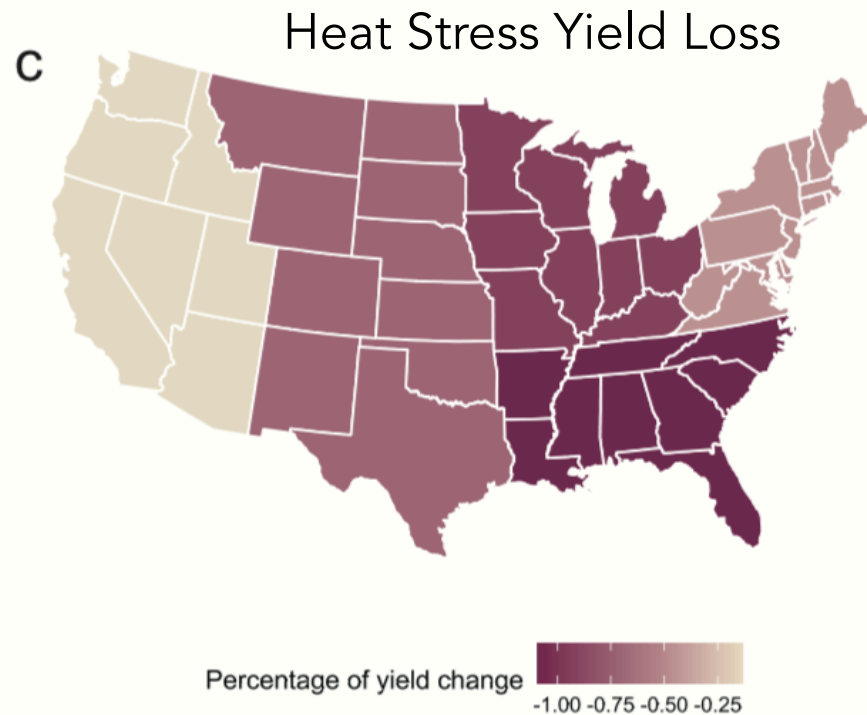 Heat Stress Yield Loss
C
Percentage of yield change
-1.00 -0.75 -0.50 -0.25